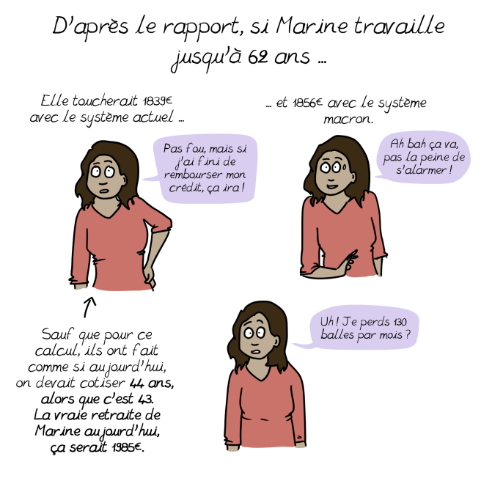 D'après le rapport, si Marine travaille
jusqu'à 62 ans ...
Elle toucherait 1839€
avec le système actuel ...
... et 1856€ avec le système
macron.
Pas fou, mais si
j'ai fini de
rembourser mon
crédit, ça ira !
Ah bah ça va,
pas la peine de
s'alarmer !
Sauf que pour ce
calcul, ils ont fait
comme si aujourd'hui,
on devait cotiser 44 ans,
alors que c'est 43.
La vraie retraite de
Marine aujourd'hui,
ça serait 1985€.
Uh ! Je perds 130
balles par mois ?